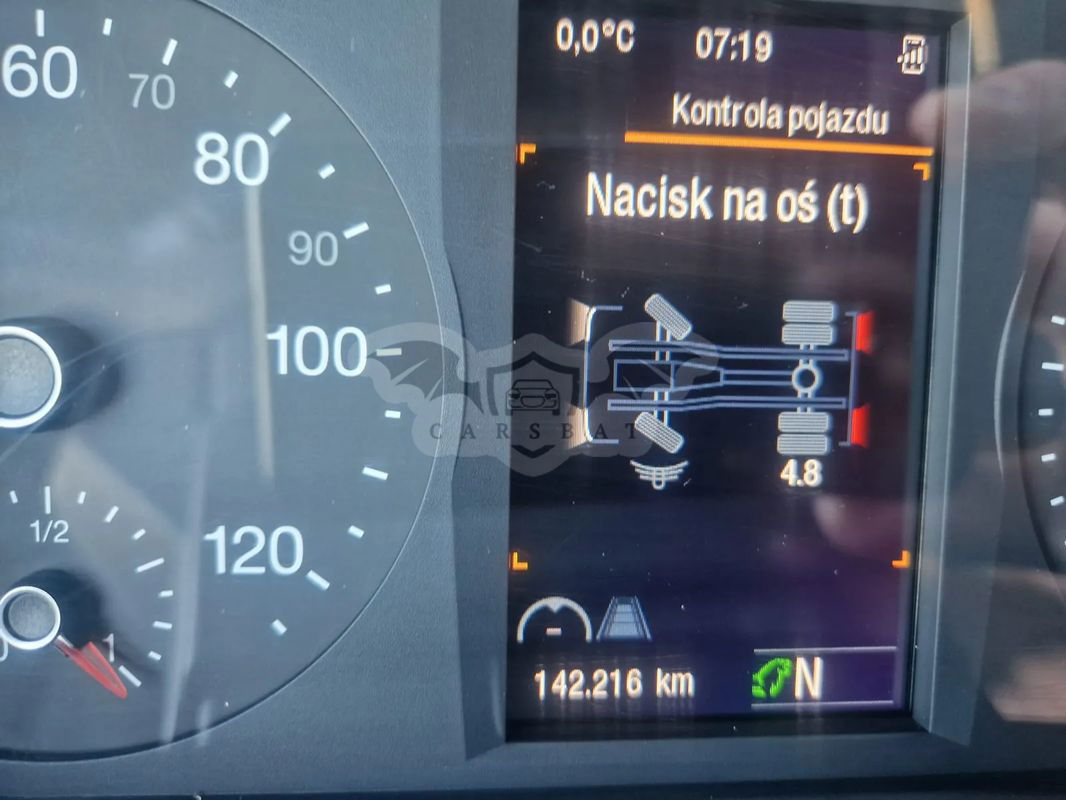 0,0°C 07:19
Kontrola pojazdu
Nacisk na oś (t)
4.8
142.216 km N
60
70
80
90
100
120
1/2
0
1
CARSBAT